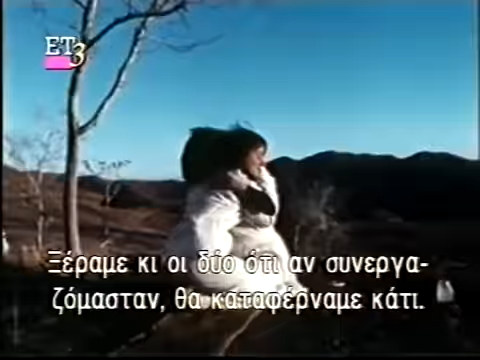 ΕΤ3
Ξέραμε κι οι δύο ότι αν συνεργα-
ζόμασταν, θα καταφέρναμε κάτι.